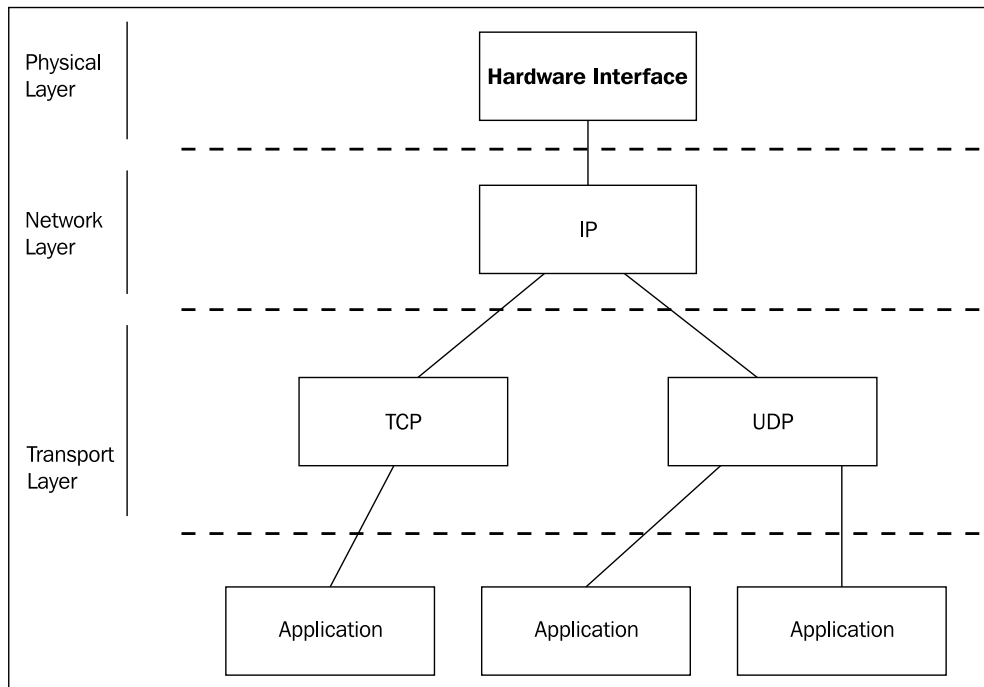 Physical
Layer
Hardware Interface
Network
Layer
IP
TCP
UDP
Transport
Layer
Application
Application
Application